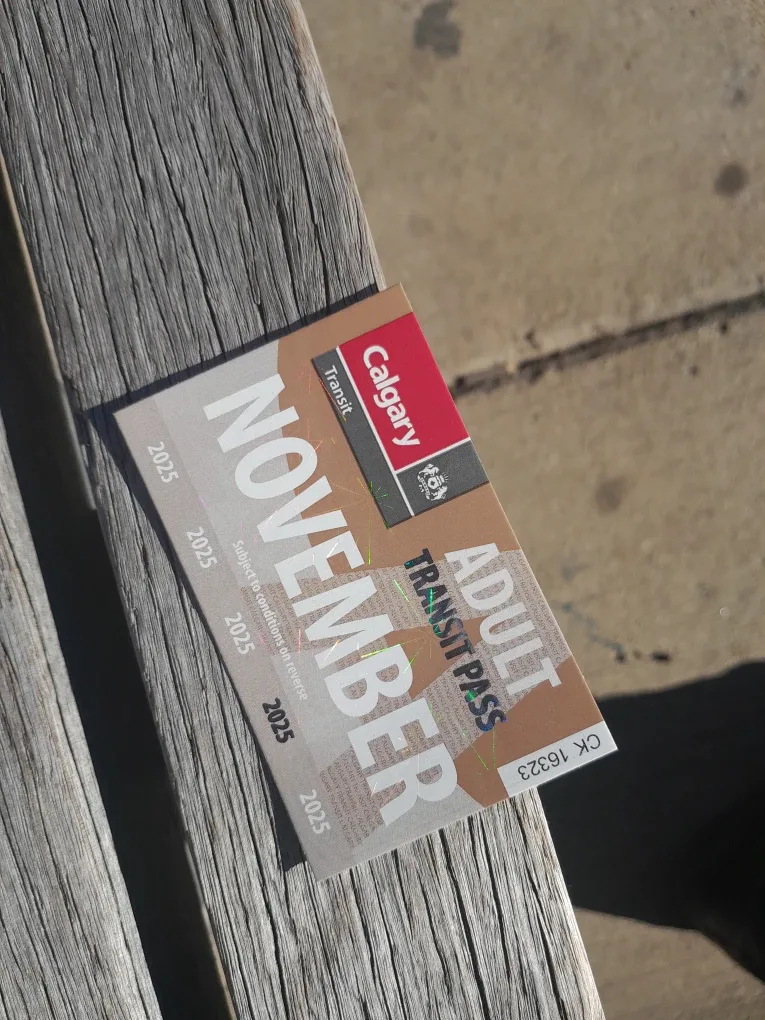 Calgary
Transit
ADULT
TRANSIT PASS
CK 16323
NOVEMBER
Subject to conditions on reverse
2025 2025 2025 2025 2025